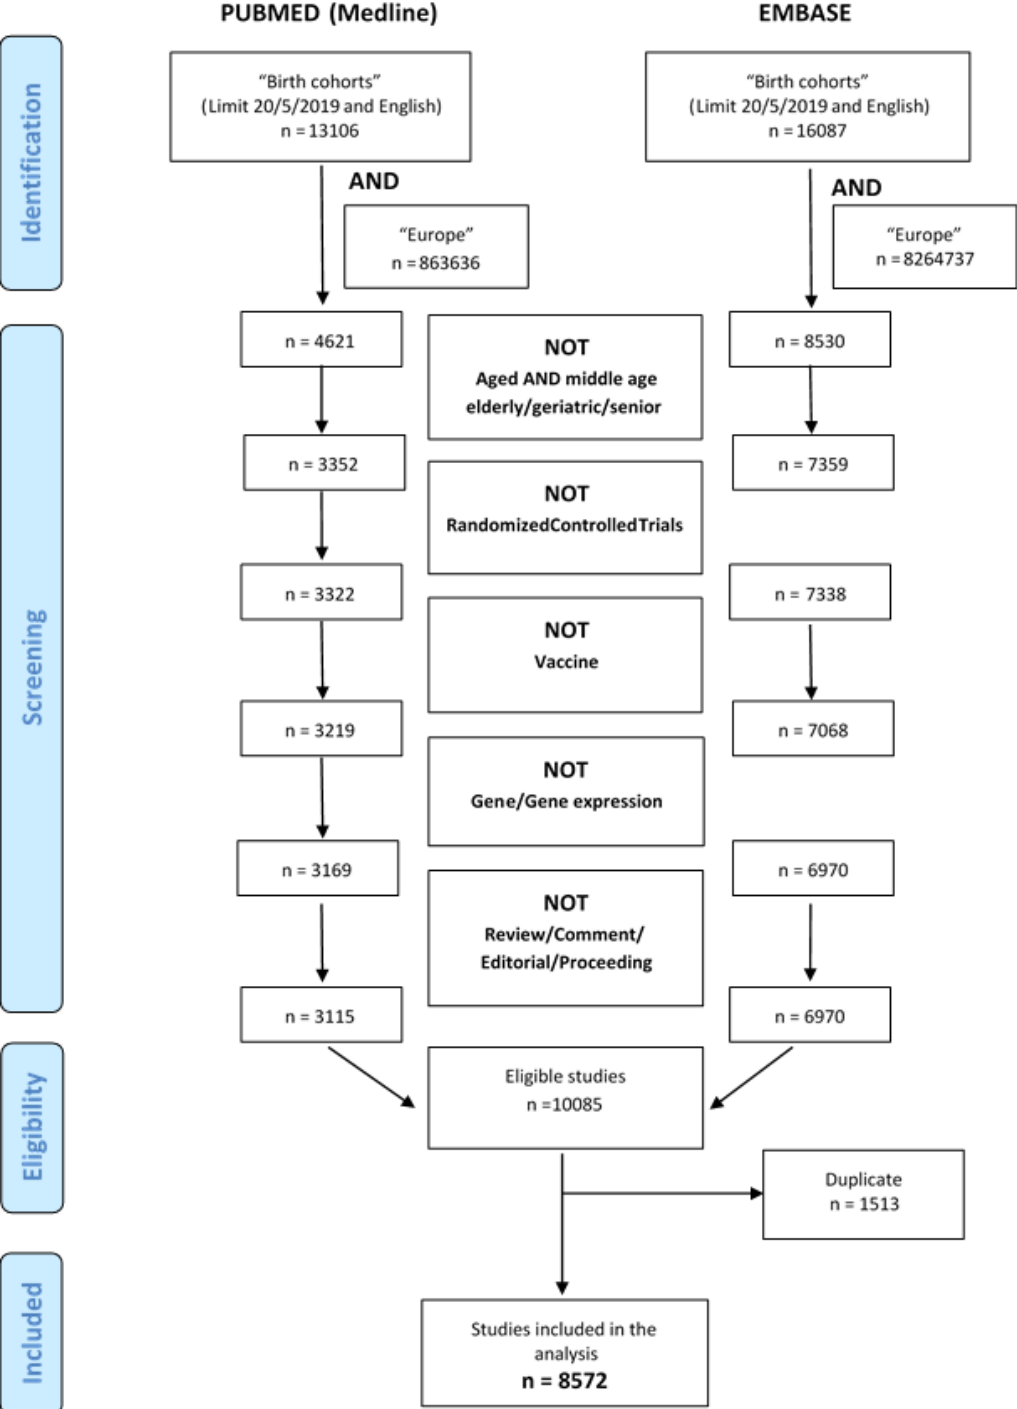 PUBMED (Medline)
EMBASE
Identification
“Birth cohorts”
(Limit 20/5/2019 and English)
n = 13106
“Birth cohorts”
(Limit 20/5/2019 and English)
n = 16087
AND
AND
“Europe”
n = 863636
“Europe”
n = 8264737
Screening
n = 4621
NOT
Aged AND middle age
elderly/geriatric/senior
n = 8530
n = 3352
n = 7359
NOT
RandomizedControlledTrials
n = 3322
n = 7338
NOT
Vaccine
n = 3219
n = 7068
NOT
Gene/Gene expression
n = 3169
n = 6970
NOT
Review/Comment/
Editorial/Proceeding
n = 3115
n = 6970
Eligibility
Eligible studies
n =10085
Duplicate
n = 1513
Included
Studies included in the
analysis
n = 8572